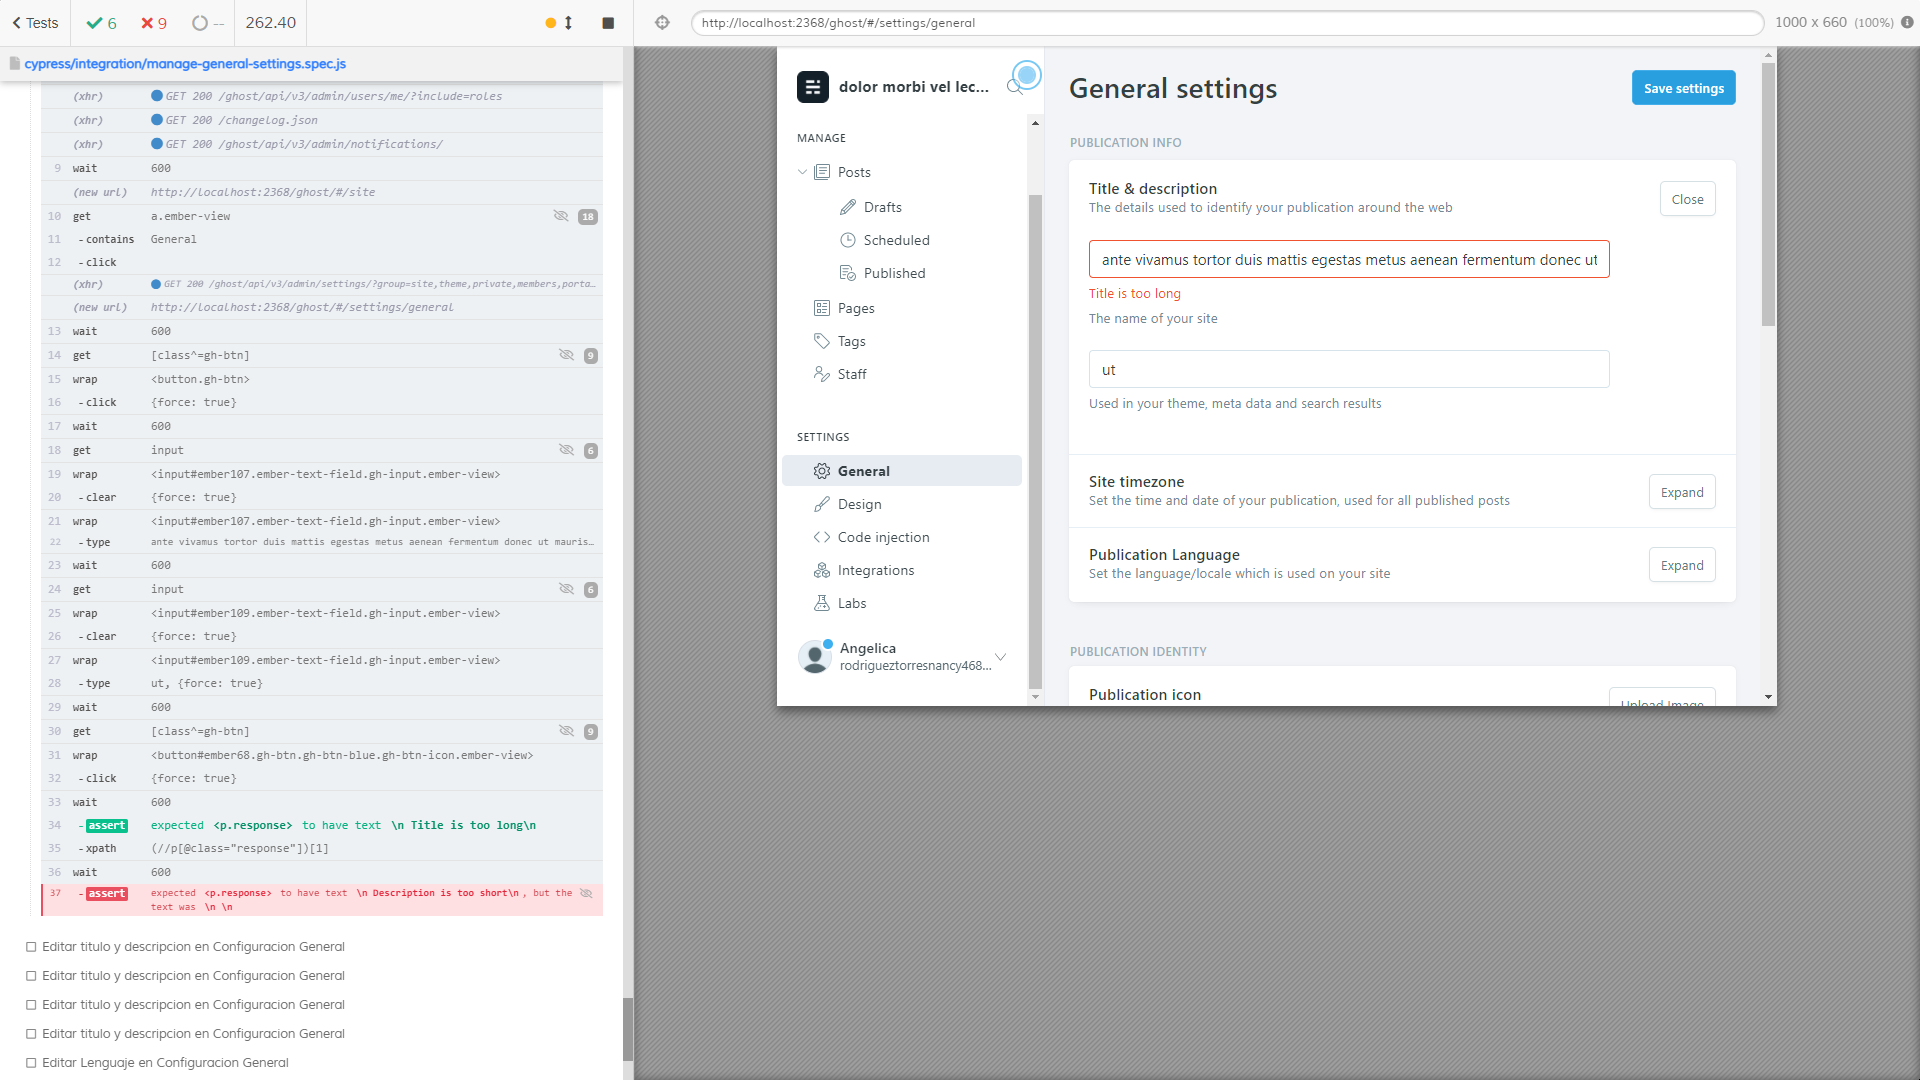 Tests
6
9
--
262.40
http://localhost:2368/ghost/#/settings/general
1000 x 660 (100%)
cypress/integration/manage-general-settings.spec.js
(xhr) GET 200 /ghost/api/v3/admin/users/me/?include=roles
(xhr) GET 200 /changelog.json
(xhr) GET 200 /ghost/api/v3/admin/notifications/
9 wait 600
(new url) http://localhost:2368/ghost/#/site
10 get a.ember-view 18
11 -contains General
12 -click
(xhr) GET 200 /ghost/api/v3/admin/settings/?group=site,theme,private,members,porta…
(new url) http://localhost:2368/ghost/#/settings/general
13 wait 600
14 get [class^=gh-btn] 9
15 wrap <button.gh-btn>
16 -click {force: true}
17 wait 600
18 get input 6
19 wrap <input#ember107.ember-text-field.gh-input.ember-view>
20 -clear {force: true}
21 wrap <input#ember107.ember-text-field.gh-input.ember-view>
22 -type ante vivamus tortor duis mattis egestas metus aenean fermentum donec ut mauris…
23 wait 600
24 get input 6
25 wrap <input#ember109.ember-text-field.gh-input.ember-view>
26 -clear {force: true}
27 wrap <input#ember109.ember-text-field.gh-input.ember-view>
28 -type ut, {force: true}
29 wait 600
30 get [class^=gh-btn] 9
31 wrap <button#ember68.gh-btn.gh-btn-blue.gh-btn-icon.ember-view>
32 -click {force: true}
33 wait 600
34 -assert expected <p.response> to have text \n Title is too long\n
35 -xpath (//p[@class="response"])[1]
36 wait 600
37 -assert expected <p.response> to have text \n Description is too short\n, but the
text was \n \n
Editar titulo y descripcion en Configuracion General
Editar titulo y descripcion en Configuracion General
Editar titulo y descripcion en Configuracion General
Editar titulo y descripcion en Configuracion General
Editar Lenguaje en Configuracion General
dolor morbi vel lec...
MANAGE
Posts
Drafts
Scheduled
Published
Pages
Tags
Staff
SETTINGS
General
Design
Code injection
Integrations
Labs
Angelica
rodrigueztorresnancy468...
General settings
Save settings
PUBLICATION INFO
Title & description
The details used to identify your publication around the web
Close
ante vivamus tortor duis mattis egestas metus aenean fermentum donec ut
Title is too long
The name of your site
ut
Used in your theme, meta data and search results
Site timezone
Set the time and date of your publication, used for all published posts
Expand
Publication Language
Set the language/locale which is used on your site
Expand
PUBLICATION IDENTITY
Publication icon
Upload Image